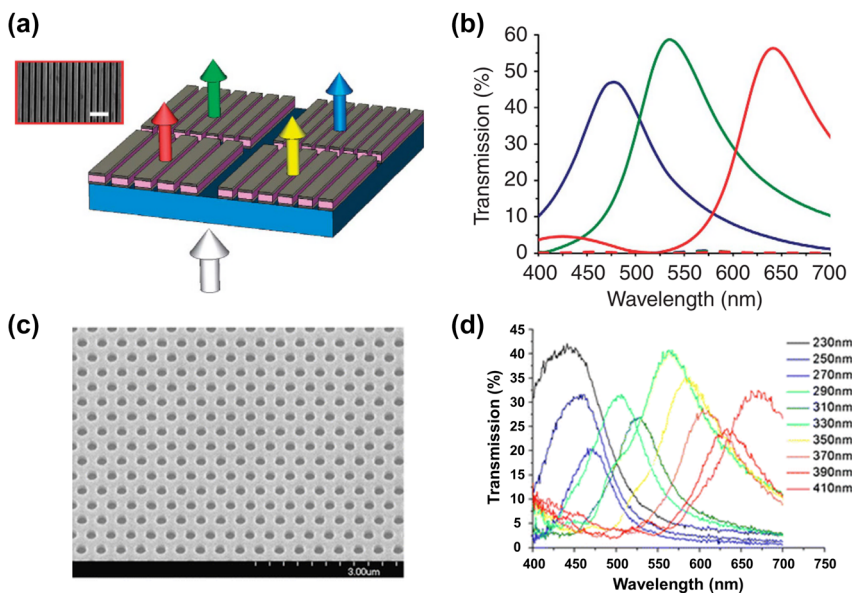 (a)
(b)
60
50
40
30
20
10
0
Transmission (%)
400 450 500 550 600 650 700
Wavelength (nm)
(c)
3.00um
(d)
45
40
35
30
25
20
15
10
5
0
Transmission (%)
400 450 500 550 600 650 700 750
Wavelength (nm)
230nm
250nm
270nm
290nm
310nm
330nm
350nm
370nm
390nm
410nm